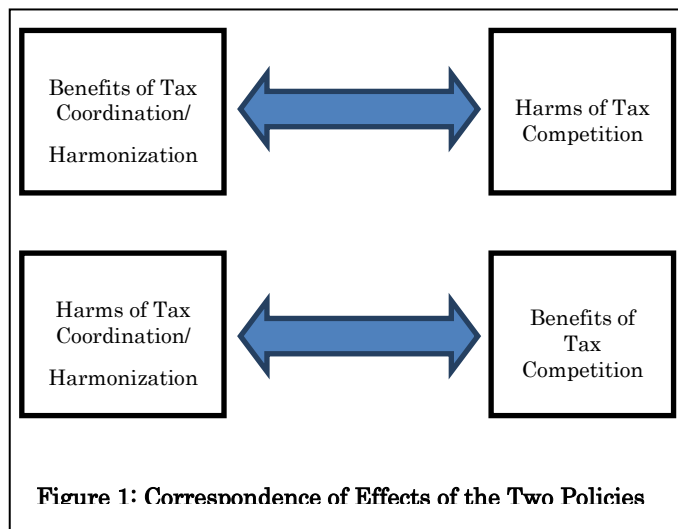 Benefits of Tax
Coordination/
Harmonization
Harms of Tax
Competition
Harms of Tax
Coordination/
Harmonization
Benefits of
Tax
Competition
Figure 1: Correspondence of Effects of the Two Policies